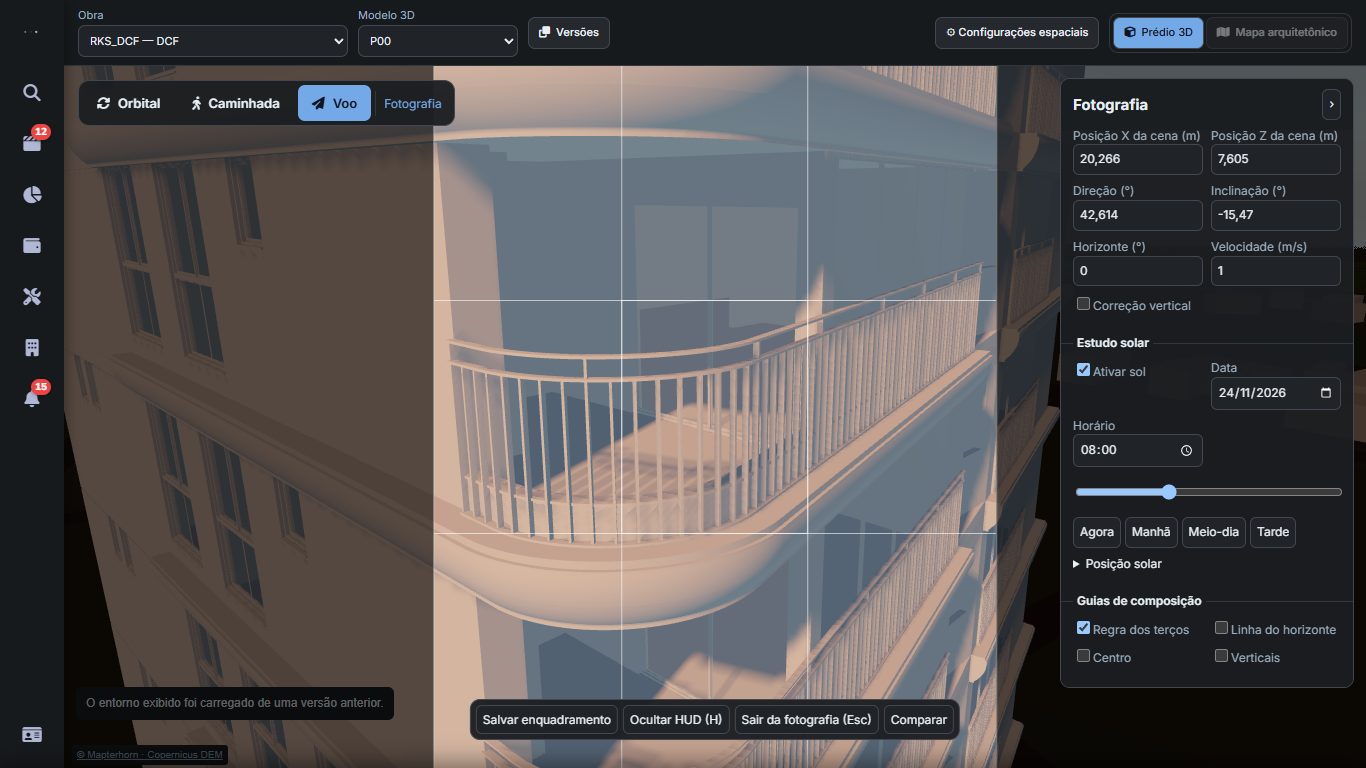 Obra
Modelo 3D
RKS_DCF — DCF
P00
Versões
Configurações espaciais
Prédio 3D
Mapa arquitetônico
Orbital
Caminhada
Voo
Fotografia
12
15
Fotografia
Posição X da cena (m)
Posição Z da cena (m)
20,266
7,605
Direção (°)
Inclinação (°)
42,614
-15,47
Horizonte (°)
Velocidade (m/s)
0
1
Correção vertical
Estudo solar
Ativar sol
Data
24/11/2026
Horário
08:00
Agora
Manhã
Meio-dia
Tarde
Posição solar
Guias de composição
Regra dos terços
Linha do horizonte
Centro
Verticais
O entorno exibido foi carregado de uma versão anterior.
Salvar enquadramento
Ocultar HUD (H)
Sair da fotografia (Esc)
Comparar
© Mapterhorn · Copernicus DEM